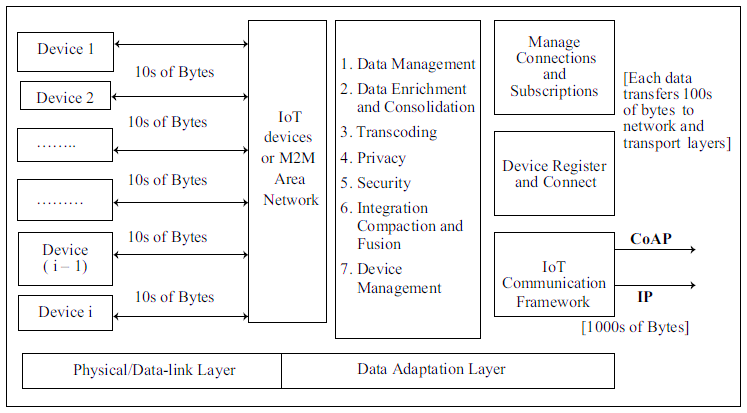 Device 1
10s of Bytes
Device 2
10s of Bytes
……..
10s of Bytes
………
10s of Bytes
Device
( i – 1)
10s of Bytes
Device i
10s of Bytes
IoT
devices
or M2M
Area
Network
1. Data Management
2. Data Enrichment
and Consolidation
3. Transcoding
4. Privacy
5. Security
6. Integration
Compaction and
Fusion
7. Device
Management
Manage
Connections
and
Subscriptions
Device Register
and Connect
IoT
Communication
Framework
[Each data
transfers 100s
of bytes to
network and
transport layers]
CoAP
IP
[1000s of Bytes]
Physical/Data-link Layer
Data Adaptation Layer